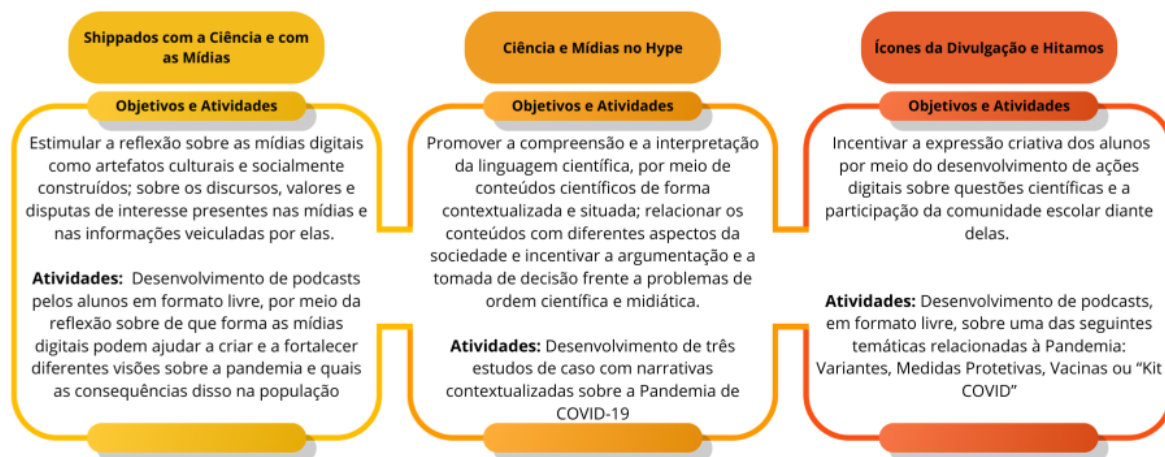 Shippados com a Ciência e com
as Mídias
Objetivos e Atividades
Estimular a reflexão sobre as mídias digitais
como artefatos culturais e socialmente
construídos; sobre os discursos, valores e
disputas de interesse presentes nas mídias e
nas informações veiculadas por elas.
Atividades: Desenvolvimento de podcasts
pelos alunos em formato livre, por meio da
reflexão sobre de que forma as mídias
digitais podem ajudar a criar e a fortalecer
diferentes visões sobre a pandemia e quais
as consequências disso na população
Ciência e Mídias no Hype
Objetivos e Atividades
Promover a compreensão e a interpretação
da linguagem científica, por meio de
conteúdos científicos de forma
contextualizada e situada; relacionar os
conteúdos com diferentes aspectos da
sociedade e incentivar a argumentação e a
tomada de decisão frente a problemas de
ordem científica e midiática.
Atividades: Desenvolvimento de três
estudos de caso com narrativas
contextualizadas sobre a Pandemia de
COVID-19
Ícones da Divulgação e Hitamos
Objetivos e Atividades
Incentivar a expressão criativa dos alunos
por meio do desenvolvimento de ações
digitais sobre questões científicas e a
participação da comunidade escolar diante
delas.
Atividades: Desenvolvimento de podcasts,
em formato livre, sobre uma das seguintes
temáticas relacionadas à Pandemia:
Variantes, Medidas Protetivas, Vacinas ou “Kit
COVID”